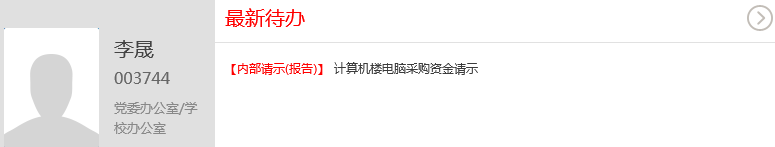 李晟
003744
党委办公室/学
校办公室
最新待办
【内部请示(报告)】 计算机楼电脑采购资金请示